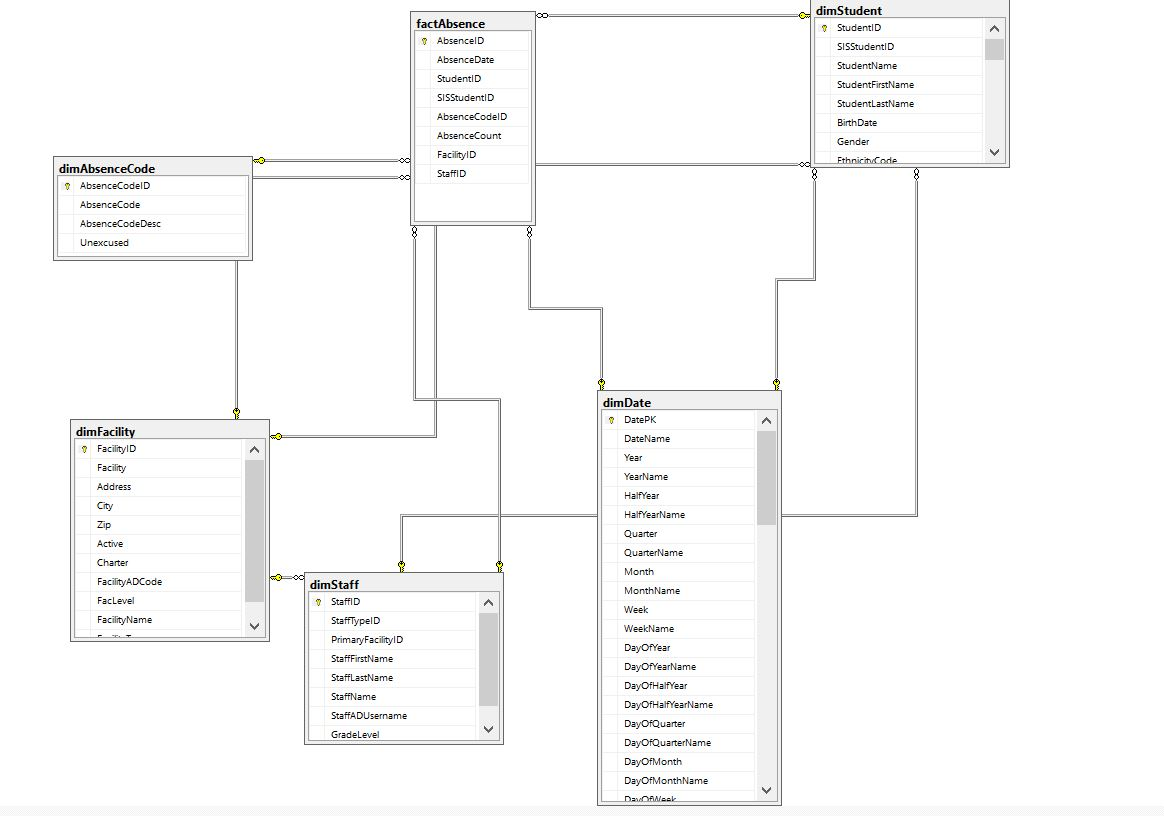 factAbsence
AbsenceID
AbsenceDate
StudentID
SISStudentID
AbsenceCodeID
AbsenceCount
FacilityID
StaffID
dimStudent
StudentID
SISStudentID
StudentName
StudentFirstName
StudentLastName
BirthDate
Gender
EthnicityCode
dimAbsenceCode
AbsenceCodeID
AbsenceCode
AbsenceCodeDesc
Unexcused
dimFacility
FacilityID
Facility
Address
City
Zip
Active
Charter
FacilityADCode
FacLevel
FacilityName
dimStaff
StaffID
StaffTypeID
PrimaryFacilityID
StaffFirstName
StaffLastName
StaffName
StaffADUsername
GradeLevel
dimDate
DatePK
DateName
Year
YearName
HalfYear
HalfYearName
Quarter
QuarterName
Month
MonthName
Week
WeekName
DayOfYear
DayOfYearName
DayOfHalfYear
DayOfHalfYearName
DayOfQuarter
DayOfQuarterName
DayOfMonth
DayOfMonthName
DayOfWeek